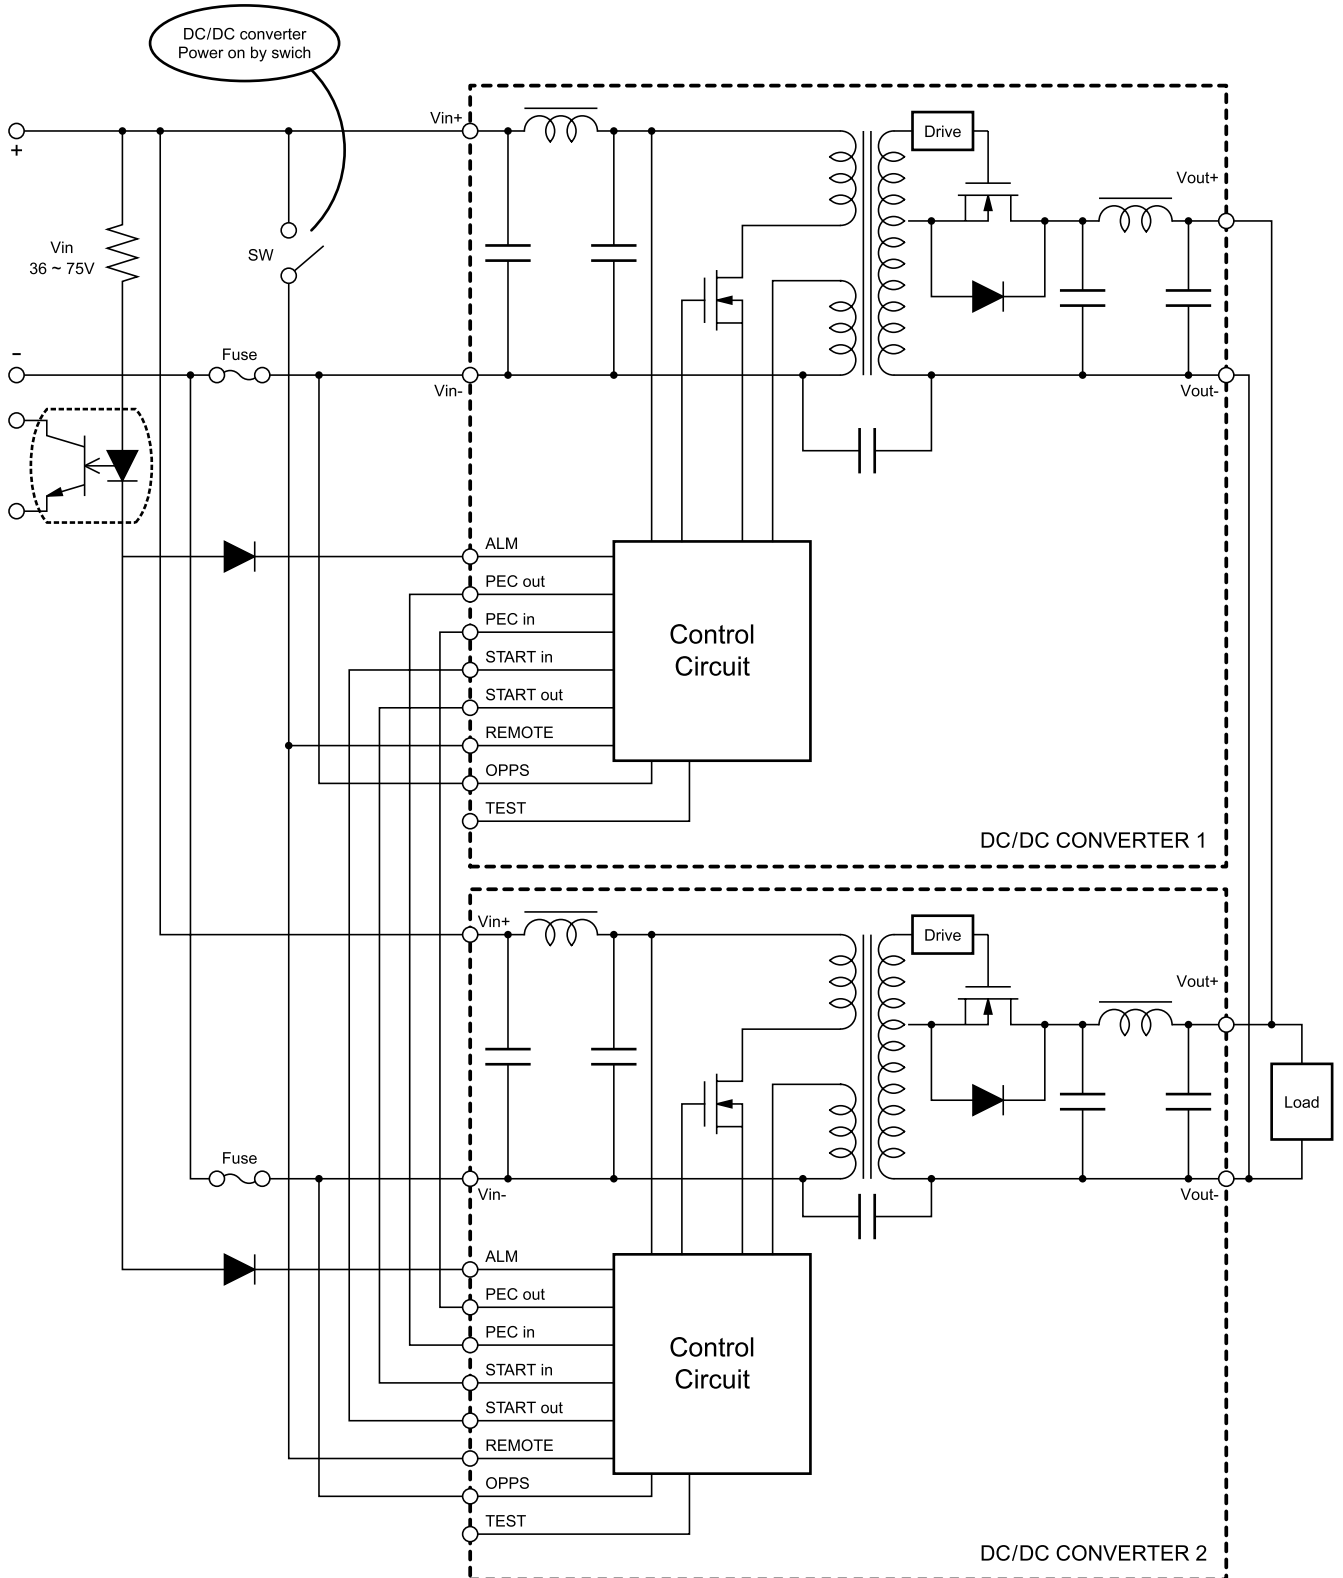 DC/DC converter
Power on by swich
Vin+
+
Drive
Vout+
Vin
36 ~ 75V
SW
-
Fuse
Vin-
Vout-
ALM
PEC out
PEC in
START in
START out
REMOTE
OPPS
TEST
Control
Circuit
DC/DC CONVERTER 1
Vin+
Drive
Vout+
Load
Fuse
Vin-
Vout-
ALM
PEC out
PEC in
START in
START out
REMOTE
OPPS
TEST
Control
Circuit
DC/DC CONVERTER 2